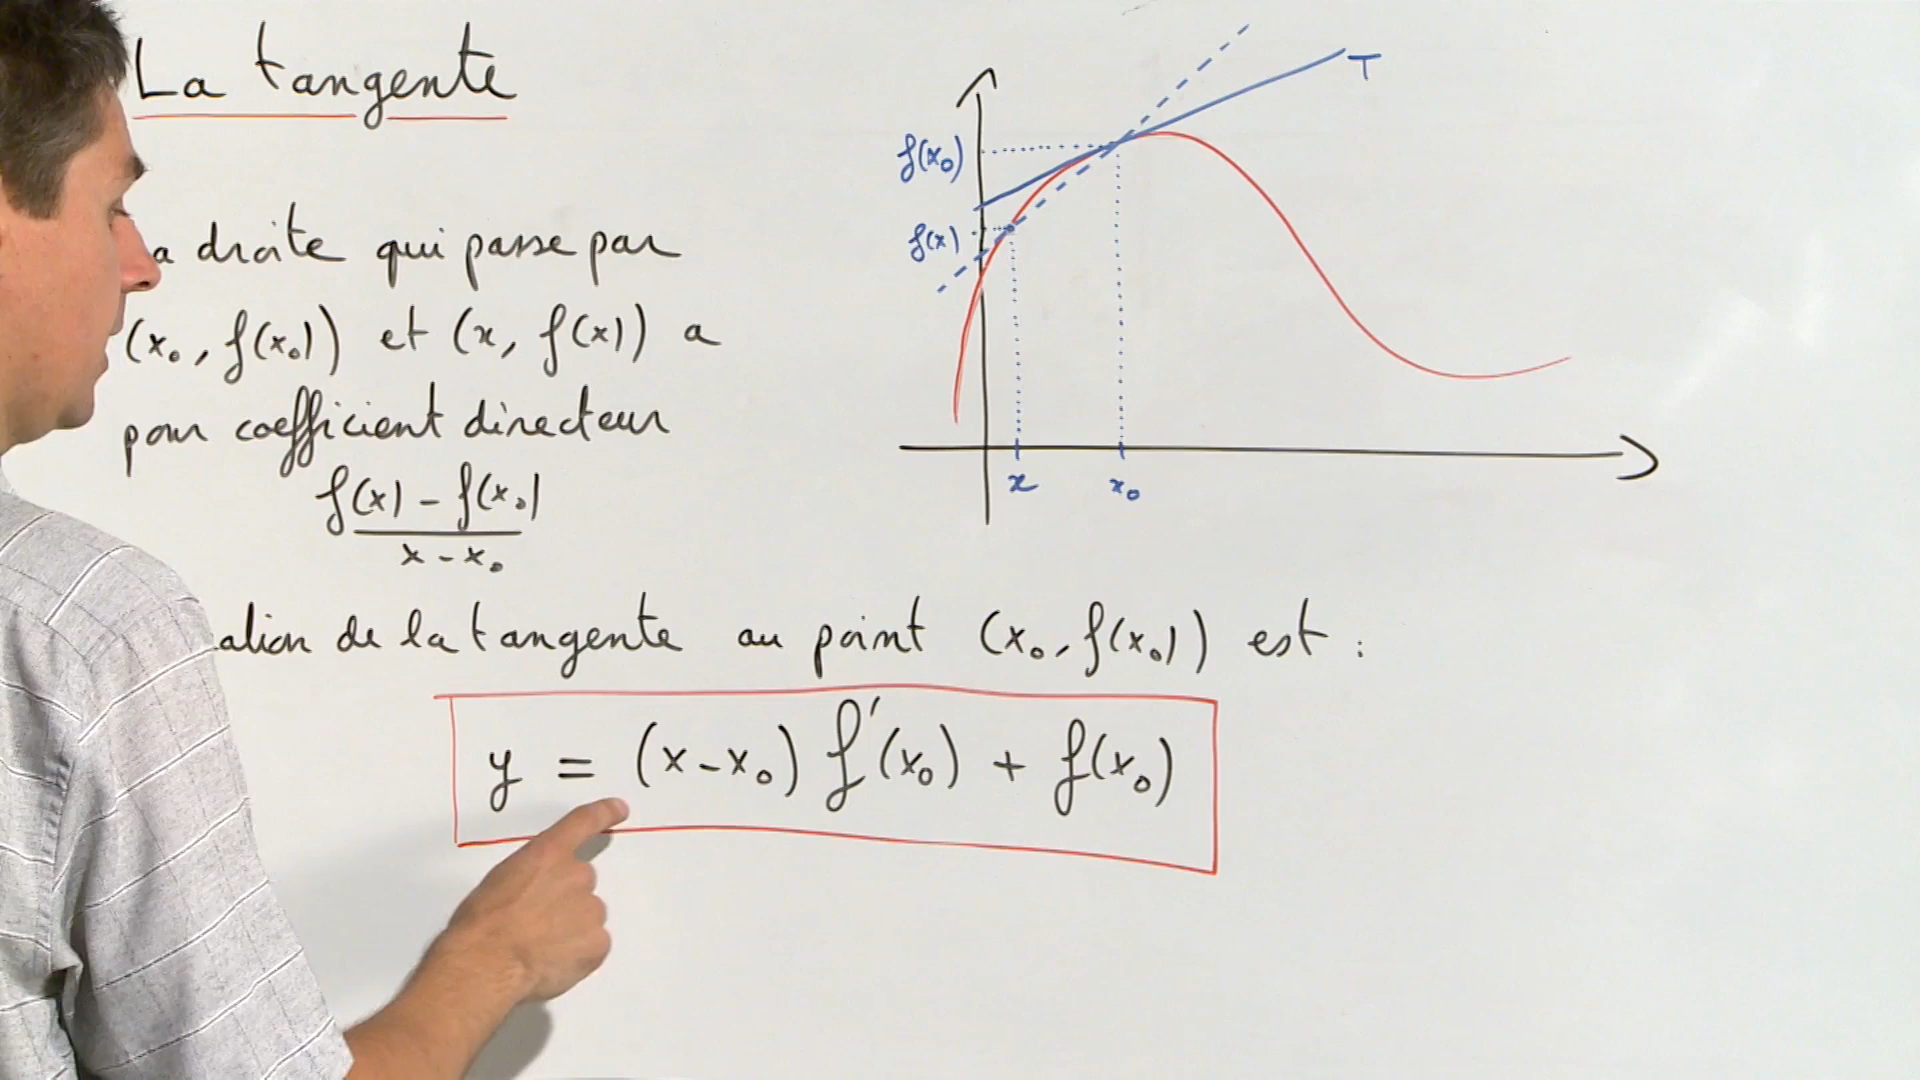 La tangente
a droite qui passe par
(x₀, f(x₀)) et (x, f(x)) a
pour coefficient directeur
f(x) - f(x₀)
x - x₀
ation de la tangente au point (x₀, f(x₀)) est :
y = (x-x₀) f'(x₀) + f(x₀)
T
f(x₀)
f(x)
x x₀